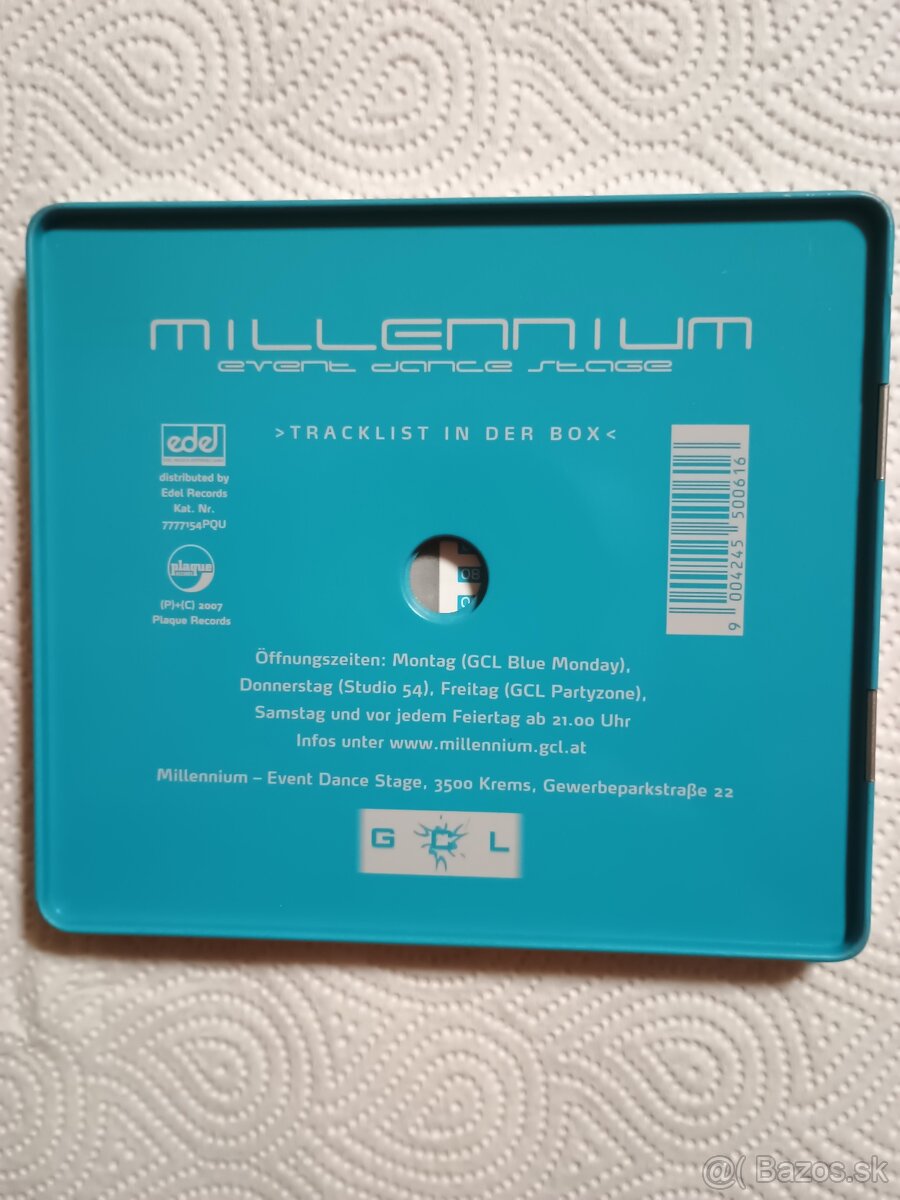 MILLENNIUM
event dance stage
>TRACKLIST IN DER BOX<
edel
distributed by
Edel Records
Kat. Nr.
7777154PQU
plaque
RECORDS
(P)+(C) 2007
Plaque Records
9 004245 500616
Öffnungszeiten: Montag (GCL Blue Monday),
Donnerstag (Studio 54), Freitag (GCL Partyzone),
Samstag und vor jedem Feiertag ab 21.00 Uhr
Infos unter www.millennium.gcl.at
Millennium – Event Dance Stage, 3500 Krems, Gewerbeparkstraße 22
G C L
@( Bazos.sk